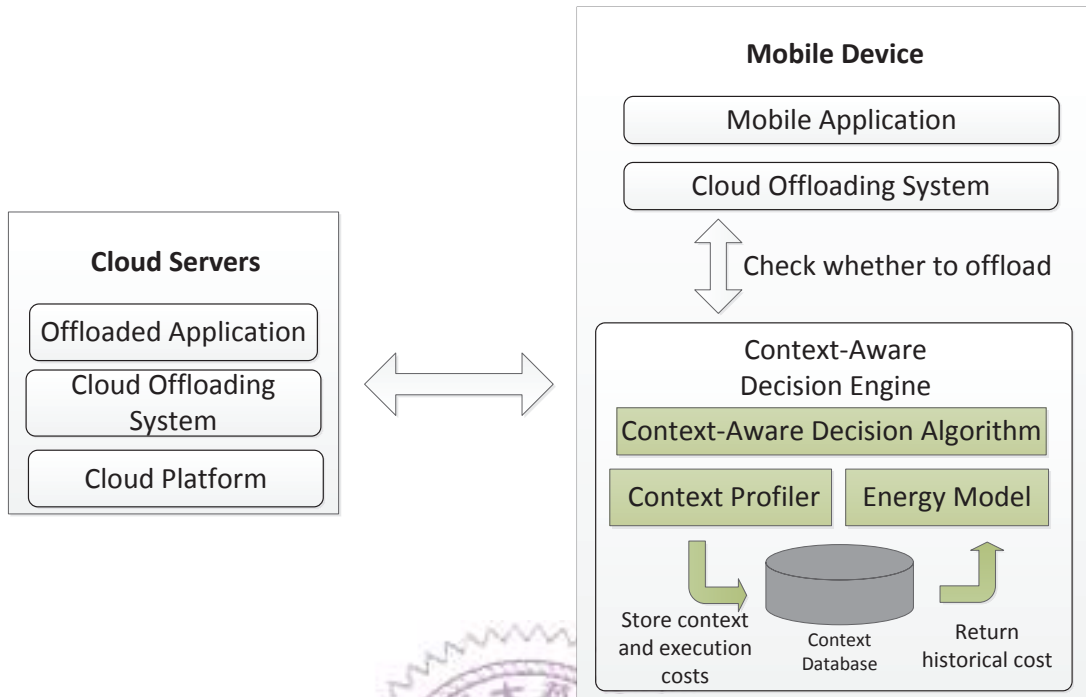 Mobile Device
Mobile Application
Cloud Offloading System
Check whether to offload
Cloud Servers
Offloaded Application
Cloud Offloading
System
Cloud Platform
Context-Aware
Decision Engine
Context-Aware Decision Algorithm
Context Profiler
Energy Model
Store context
and execution
costs
Context
Database
Return
historical cost